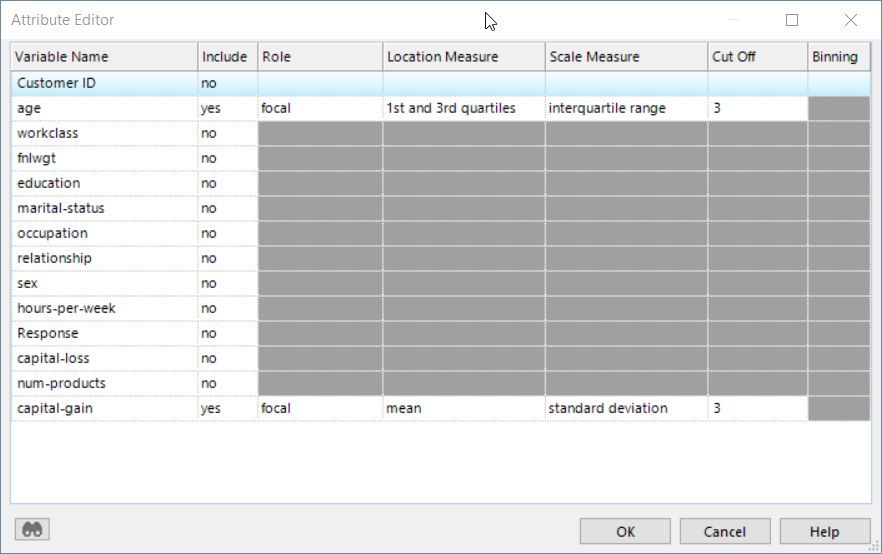 Attribute Editor
Variable Name Include Role Location Measure Scale Measure Cut Off Binning
Customer ID no
age yes focal 1st and 3rd quartiles interquartile range 3
workclass no
fnlwgt no
education no
marital-status no
occupation no
relationship no
sex no
hours-per-week no
Response no
capital-loss no
num-products no
capital-gain yes focal mean standard deviation 3
OK Cancel Help